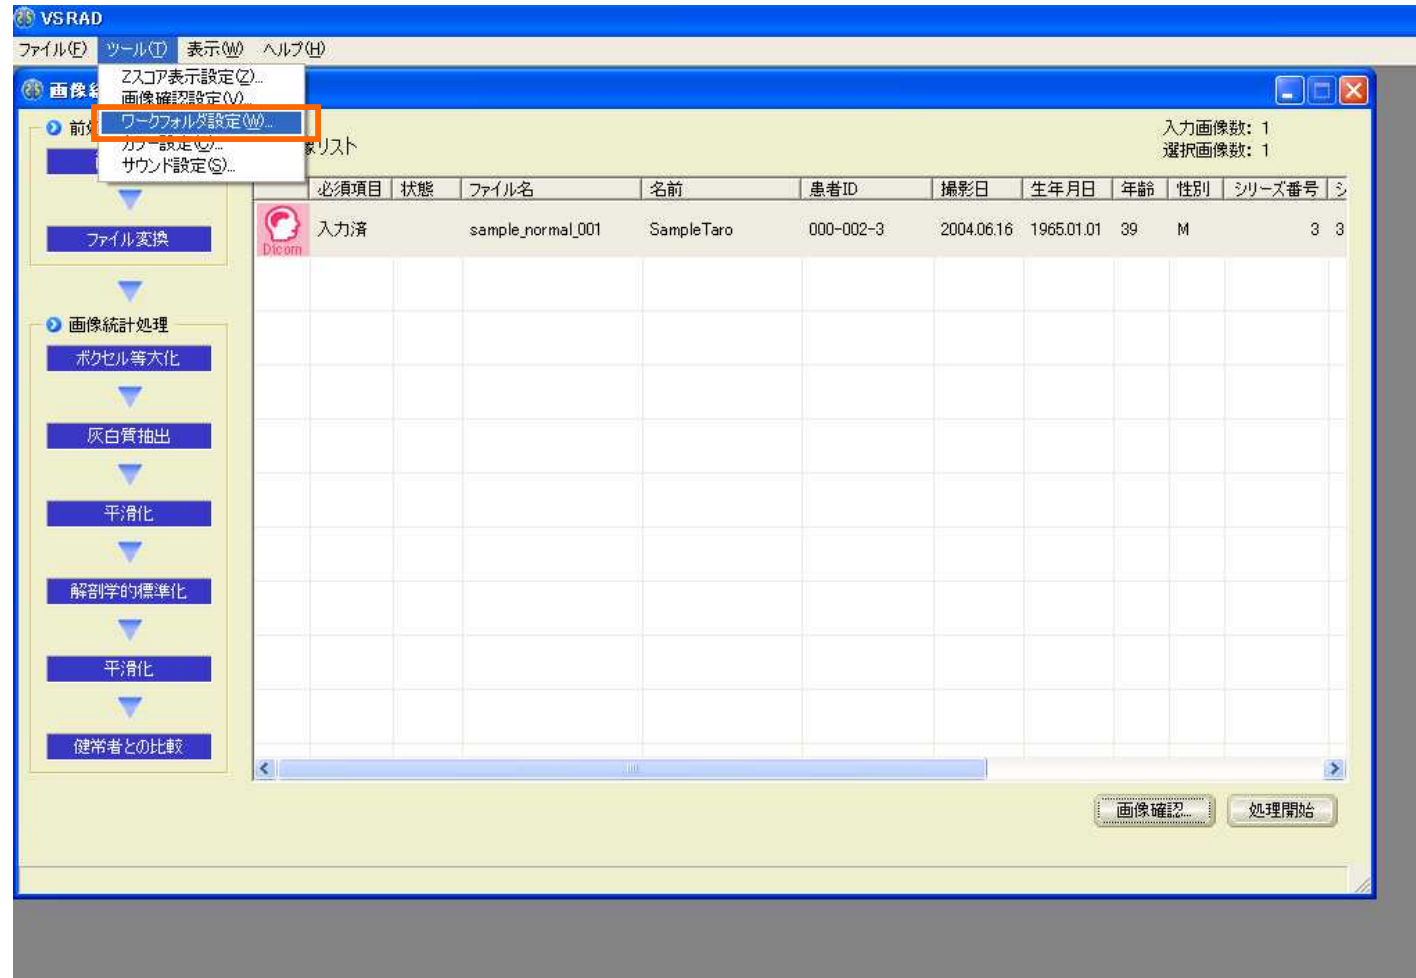 VSRAD
ファイル(F) ツール(T) 表示(W) ヘルプ(H)
Zスコア表示設定(Z)...
画像確認設定(V)...
ワークフォルダ設定(W)...
カラー設定(C)...
サウンド設定(S)...
入力画像数: 1
選択画像数: 1
リスト
必須項目 状態 ファイル名 名前 患者ID 撮影日 生年月日 年齢 性別 シリーズ番号 シ
Dicom 入力済 sample_normal_001 SampleTaro 000-002-3 2004.06.16 1965.01.01 39 M 3 3
ファイル変換
画像統計処理
ボクセル等大化
灰白質抽出
平滑化
解剖学的標準化
平滑化
健常者との比較
画像確認... 処理開始